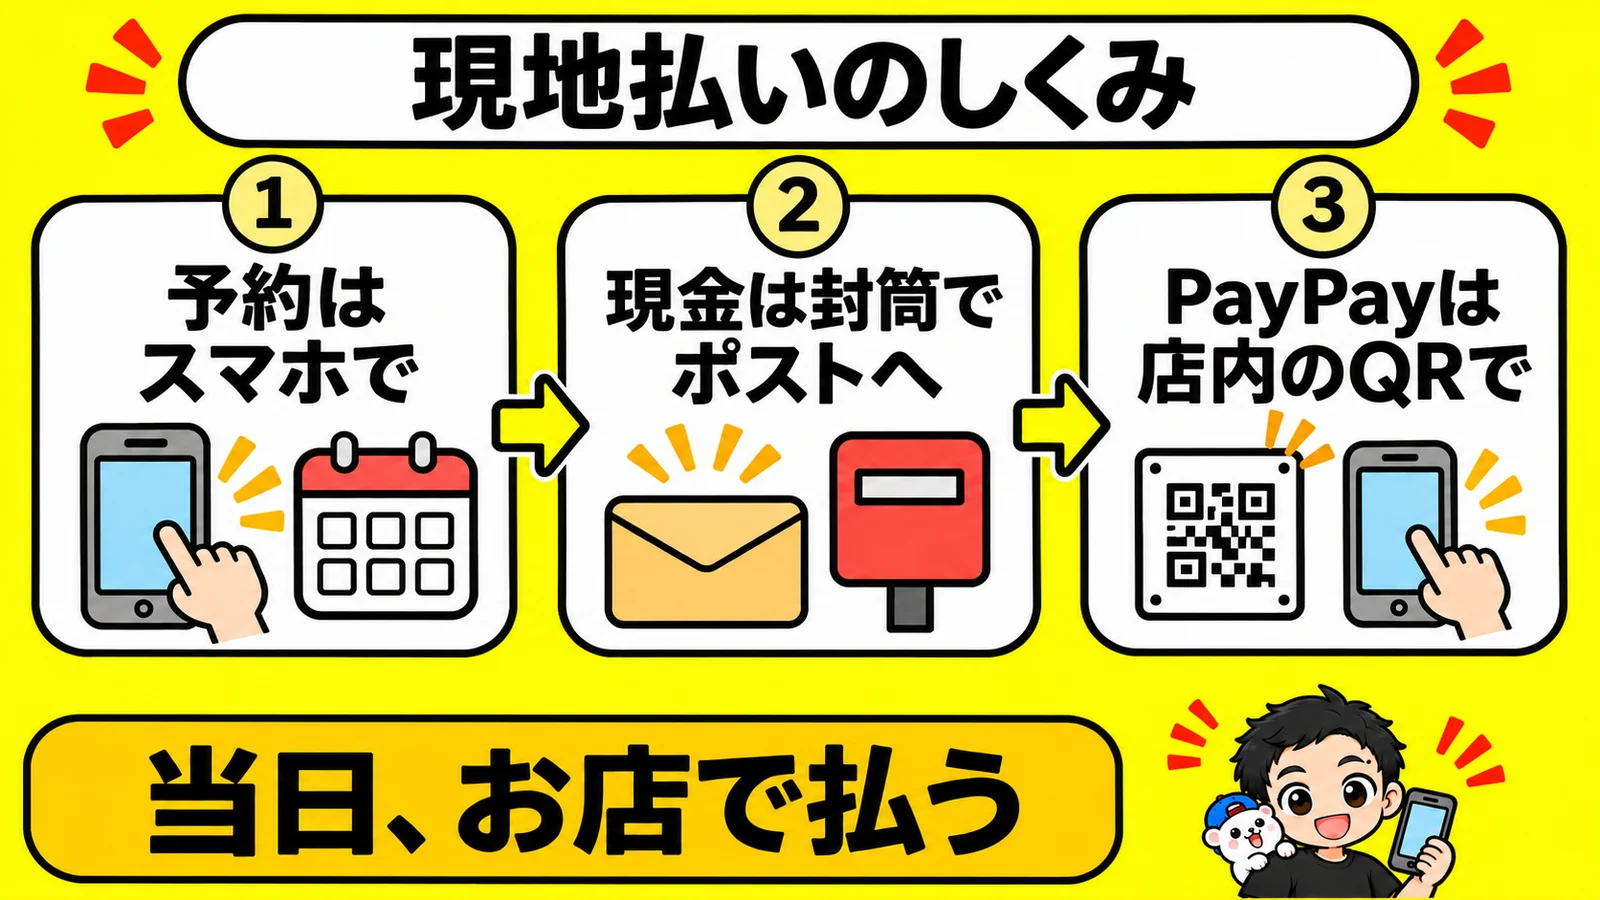 現地払いのしくみ
1
予約は
スマホで
2
現金は封筒で
ポストへ
3
PayPayは
店内のQRで
当日、お店で払う